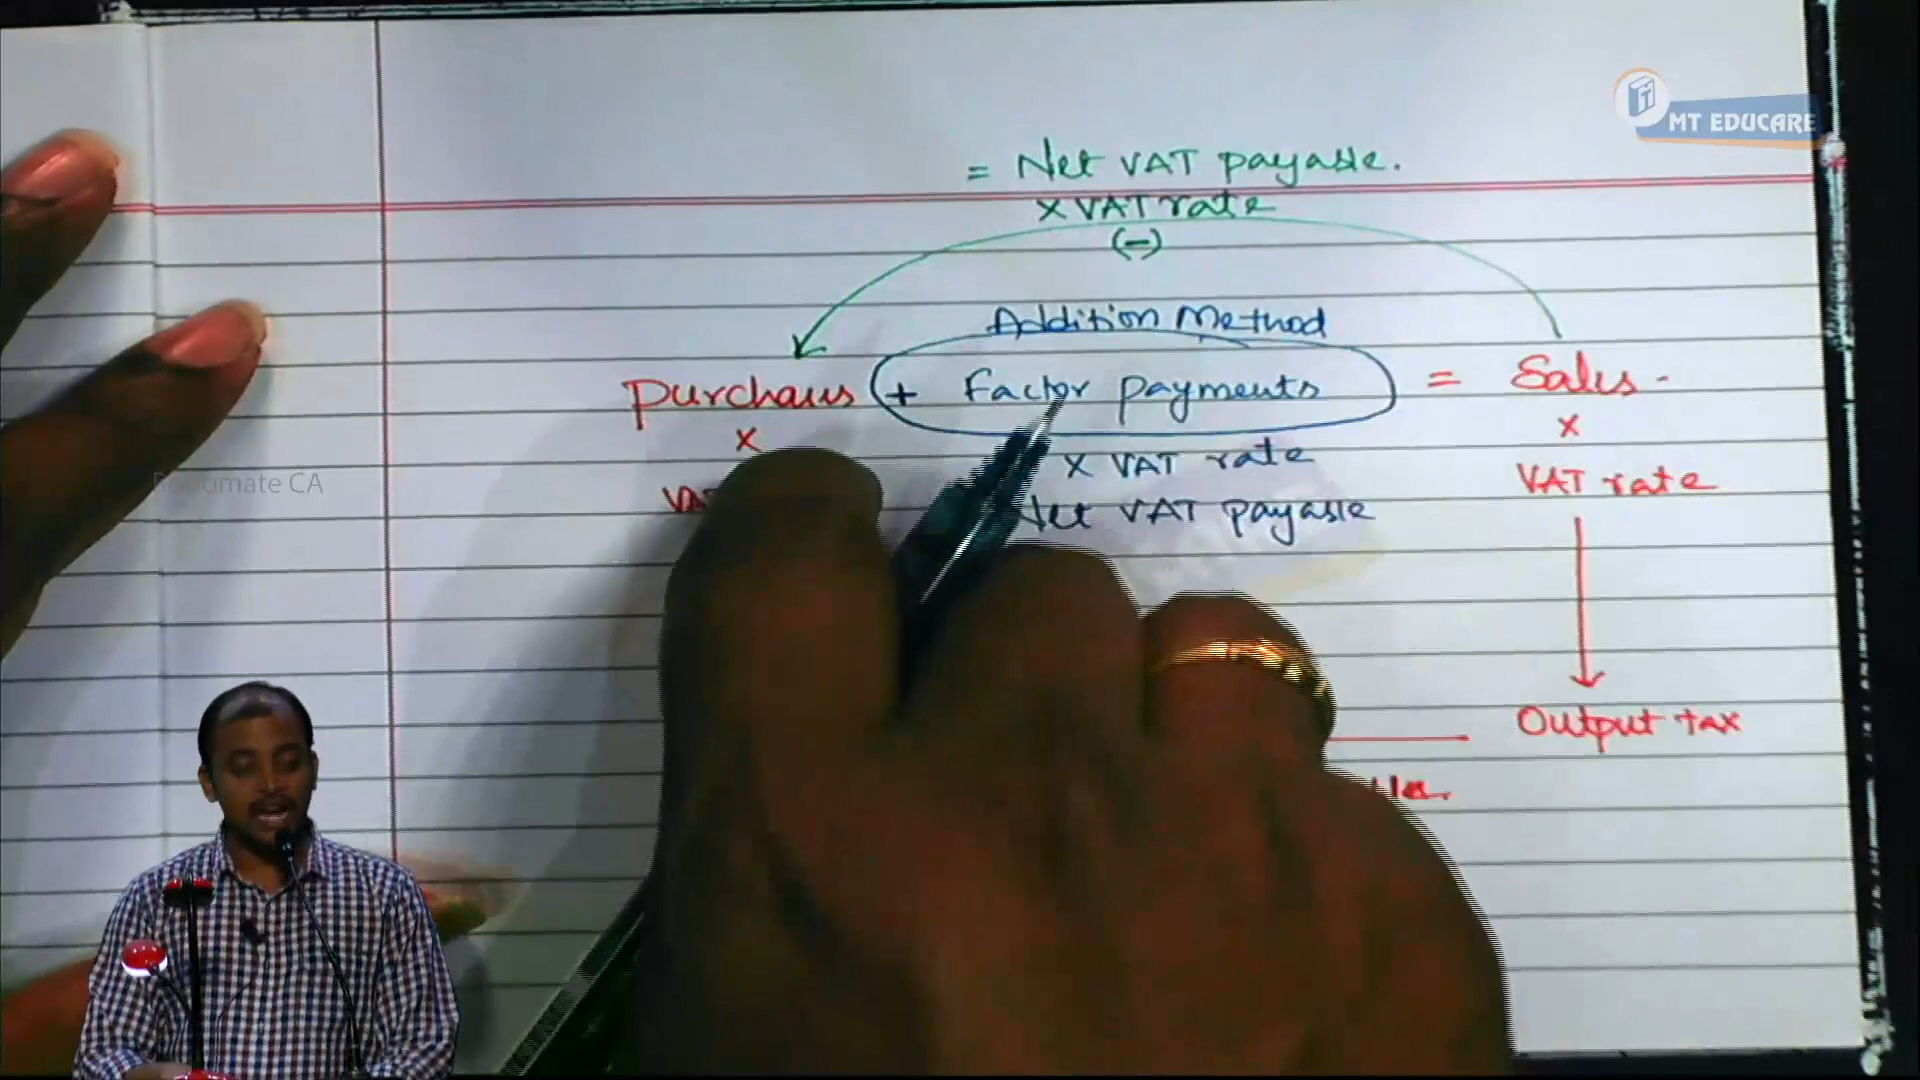 MT EDUCARE
= Net VAT payable.
X VAT rate
(-)
Addition Method
Purchases + Factor payments = Sales -
X
X
X VAT rate
VAT rate
Net VAT payable
Output tax